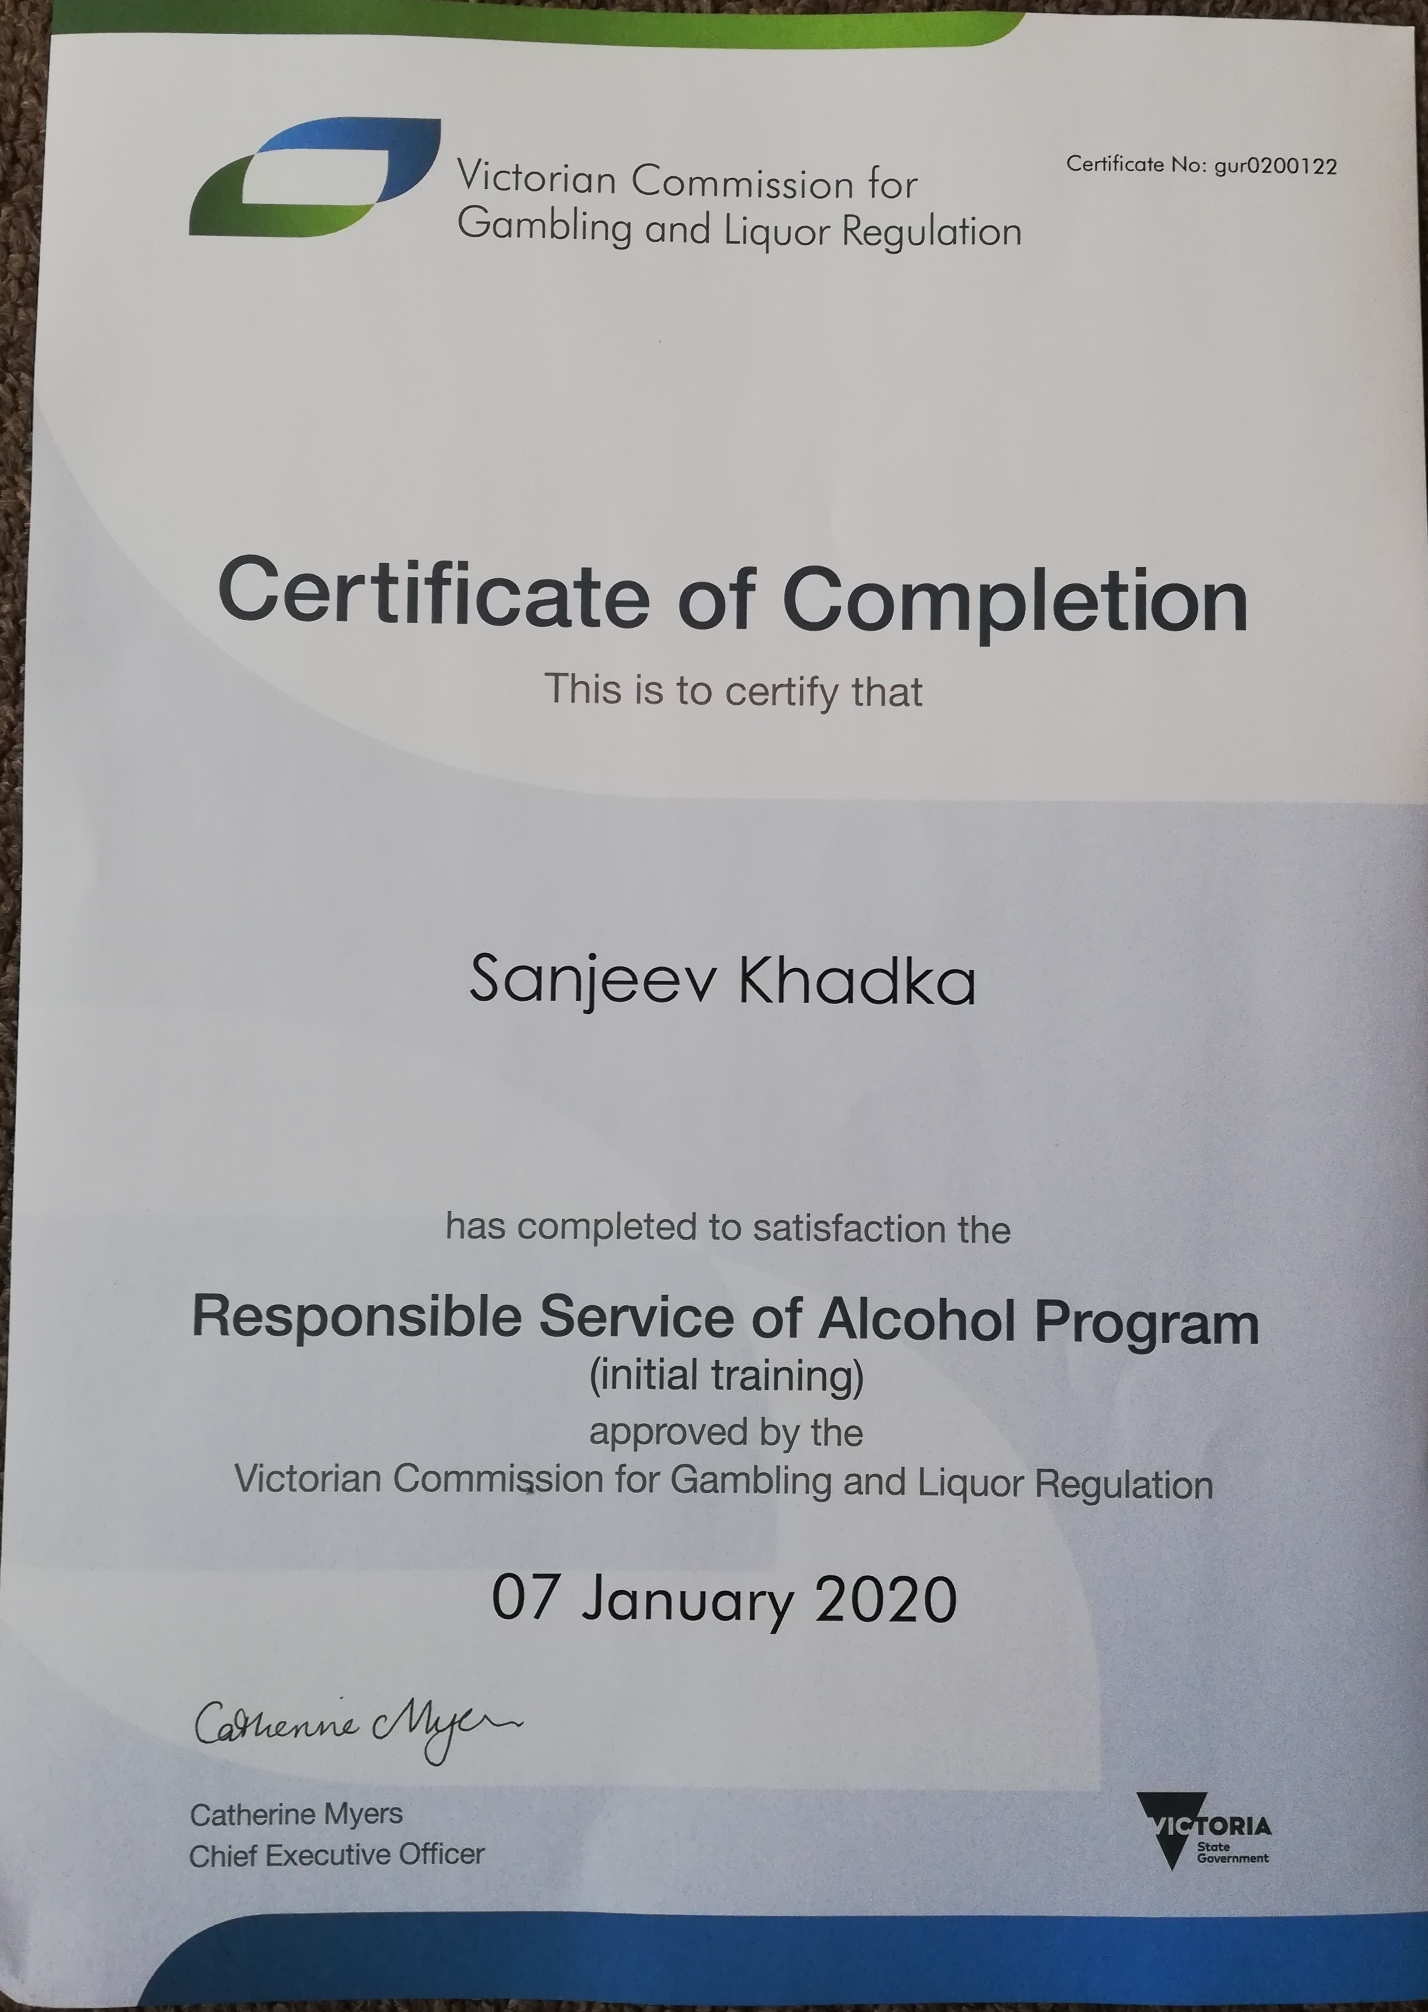 Victorian Commission for
Gambling and Liquor Regulation
Certificate No: gur0200122
Certificate of Completion
This is to certify that
Sanjeev Khadka
has completed to satisfaction the
Responsible Service of Alcohol Program
(initial training)
approved by the
Victorian Commission for Gambling and Liquor Regulation
07 January 2020
Catherine Myers
Catherine Myers
Chief Executive Officer
VICTORIA
State
Government